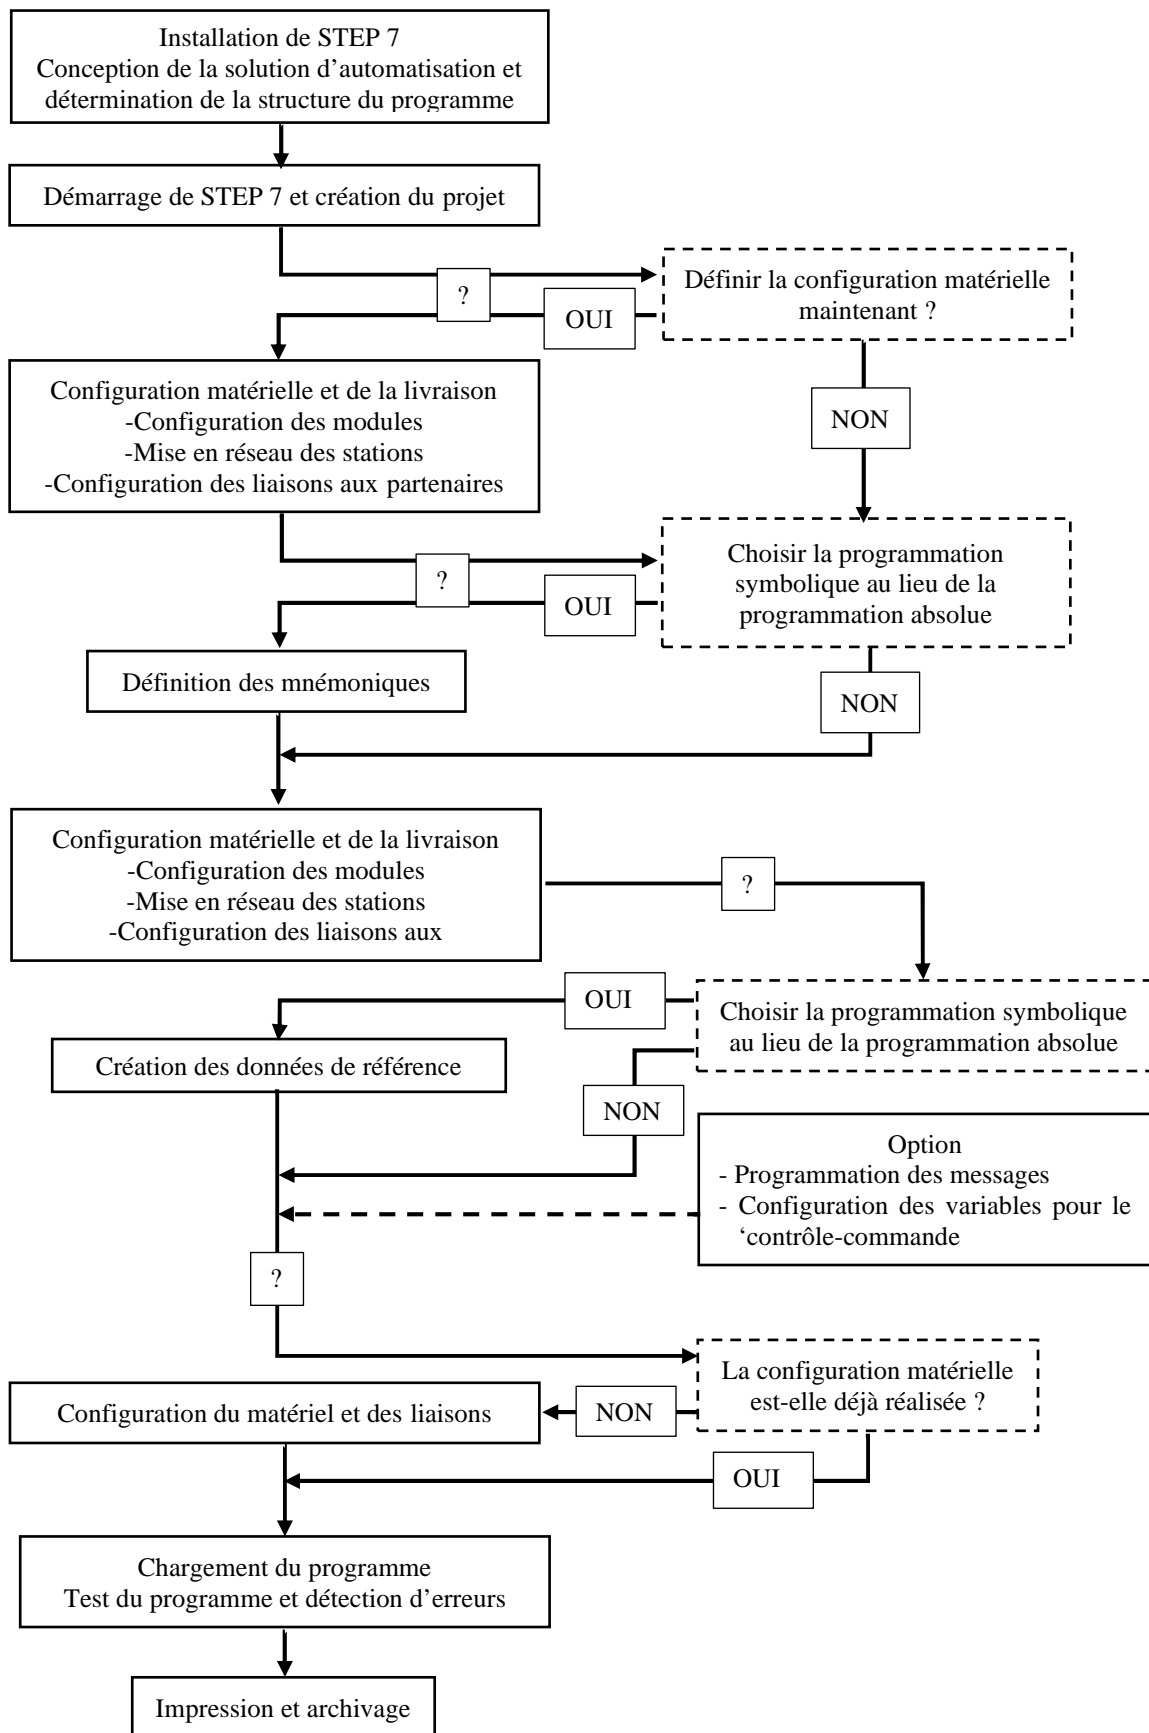 Installation de STEP 7
Conception de la solution d’automatisation et
détermination de la structure du programme
Démarrage de STEP 7 et création du projet
Définir la configuration matérielle
maintenant ?
?
OUI
NON
Configuration matérielle et de la livraison
-Configuration des modules
-Mise en réseau des stations
-Configuration des liaisons aux partenaires
Choisir la programmation
symbolique au lieu de la
programmation absolue
?
OUI
NON
Définition des mnémoniques
Configuration matérielle et de la livraison
-Configuration des modules
-Mise en réseau des stations
-Configuration des liaisons aux
?
Choisir la programmation symbolique
au lieu de la programmation absolue
OUI
Création des données de référence
NON
Option
- Programmation des messages
- Configuration des variables pour le
‘contrôle-commande
?
La configuration matérielle
est-elle déjà réalisée ?
NON
Configuration du matériel et des liaisons
OUI
Chargement du programme
Test du programme et détection d’erreurs
Impression et archivage